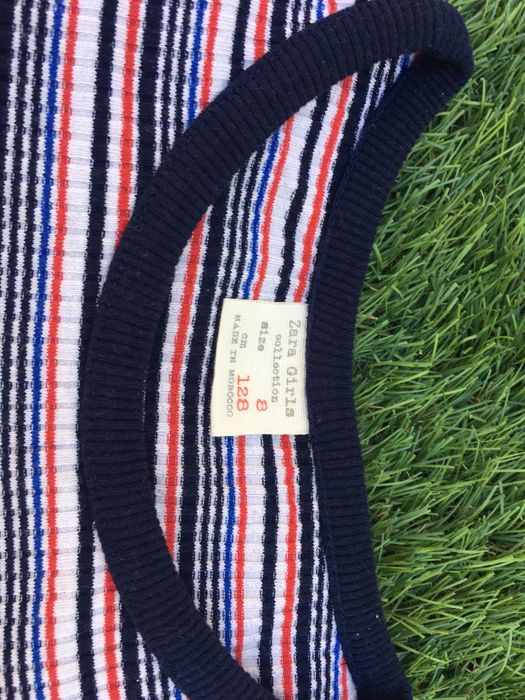 Zara Girls
collection
size 8
cm 128
MADE IN MOROCCO